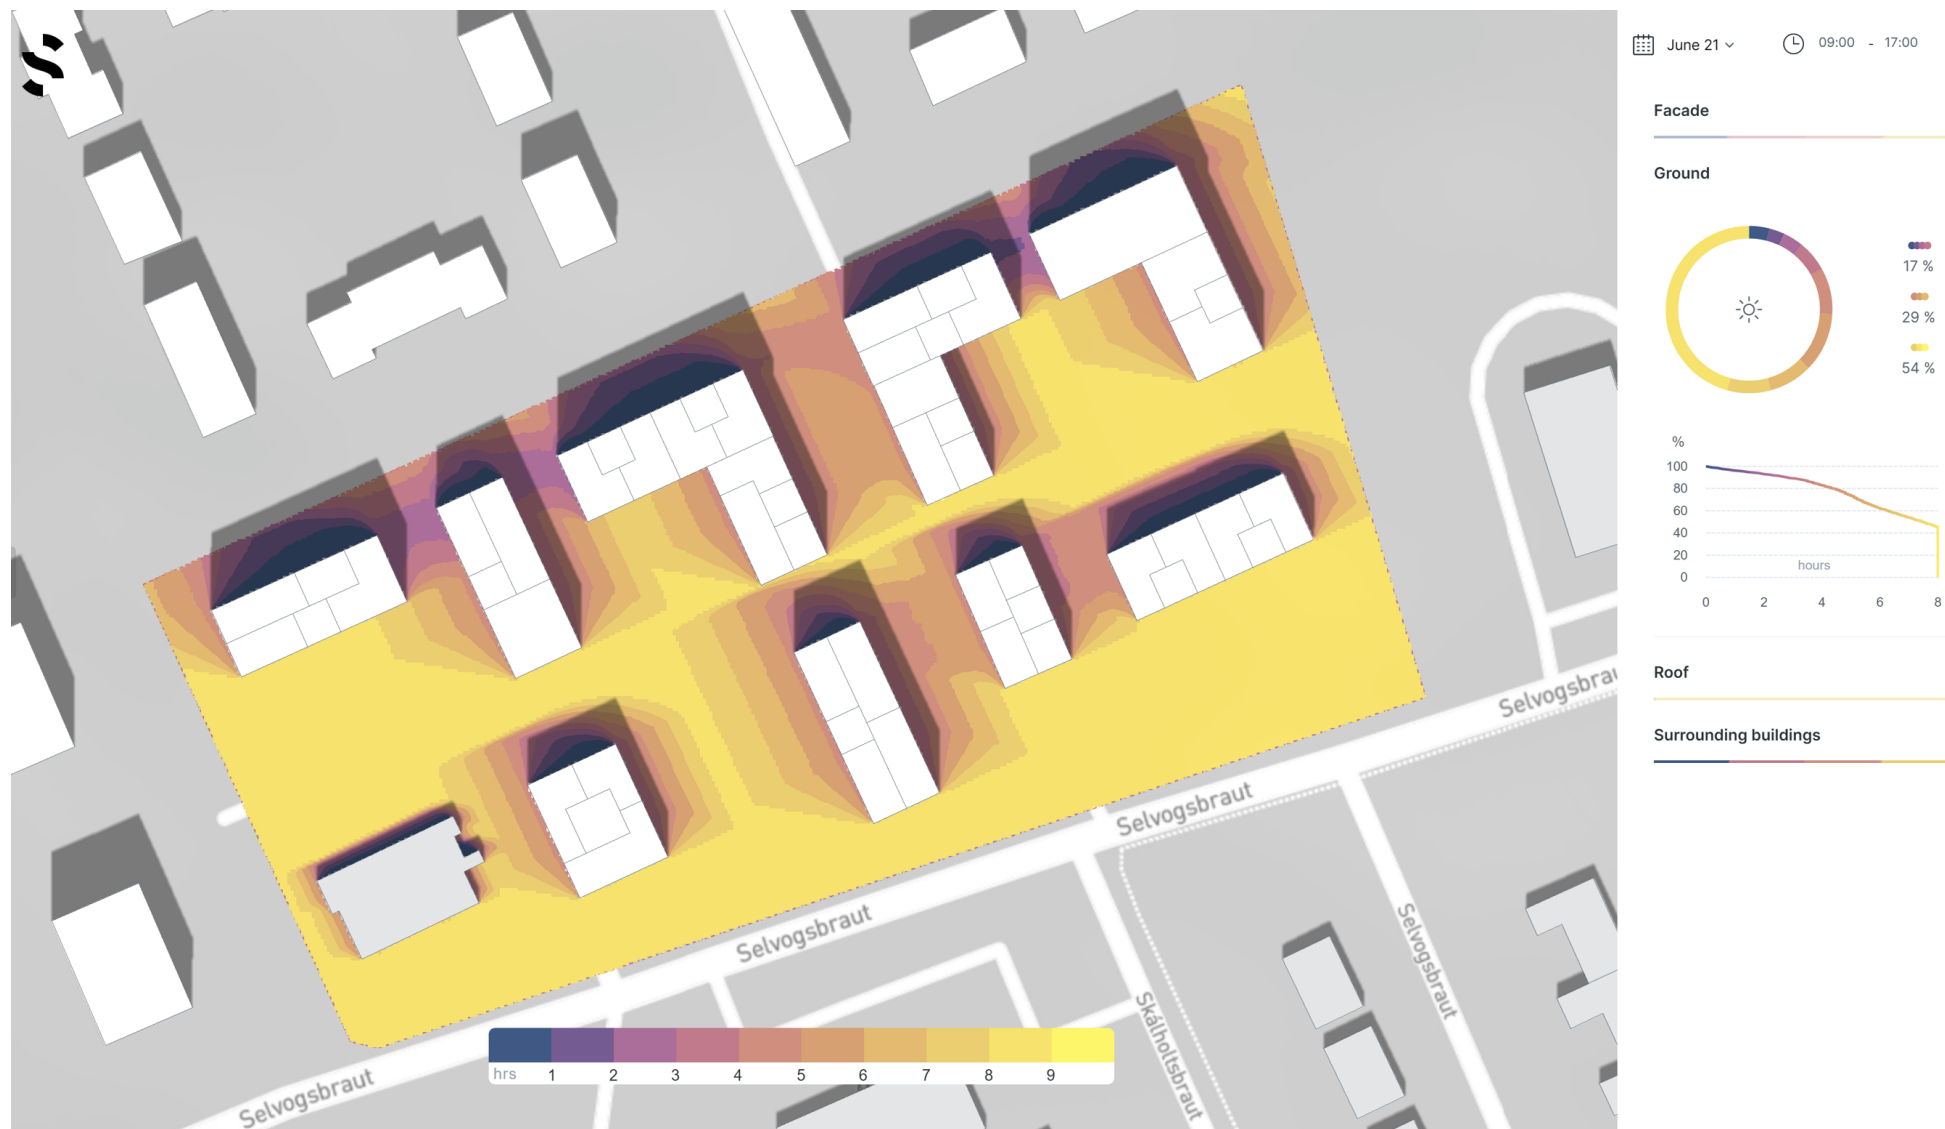 June 21
09:00 - 17:00
Facade
Ground
17 %
29 %
54 %
%
100
80
60
40
20
0
hours
0 2 4 6 8
Roof
Surrounding buildings
Selvogsbraut
Selvogsbraut
Selvogsbraut
Selvogsbraut
Selvogsbraut
Skálholtsbraut
hrs 1 2 3 4 5 6 7 8 9